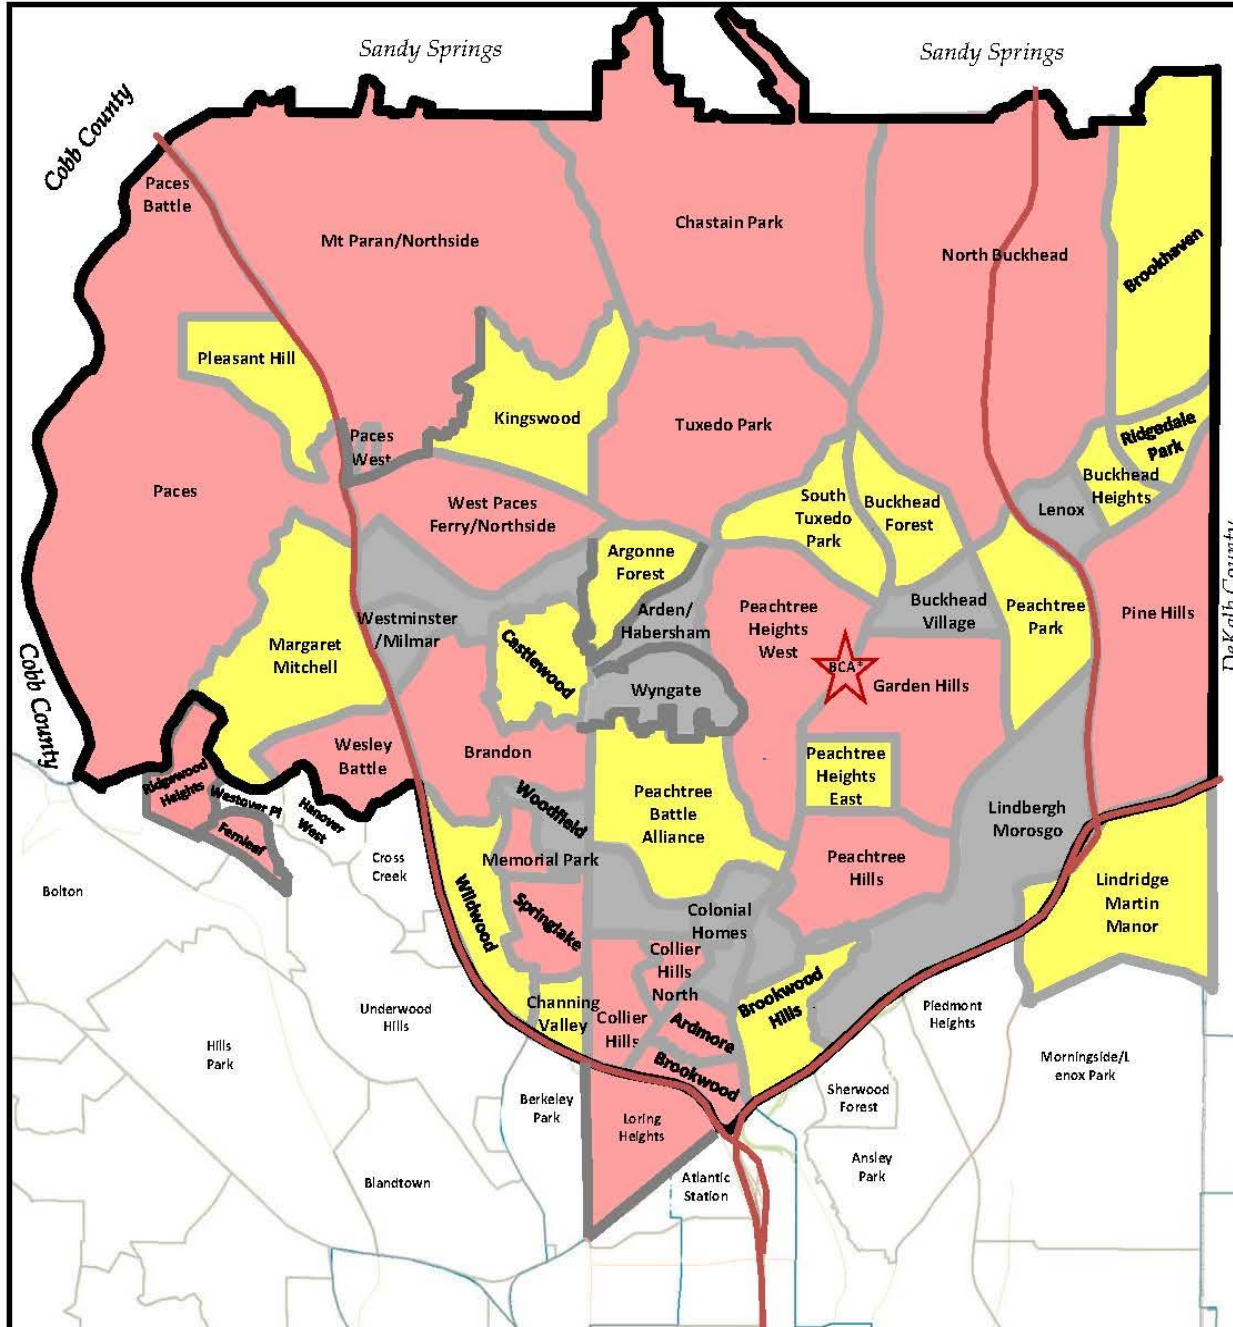 Sandy Springs
Sandy Springs
Cobb County
Paces
Battle
Mt Paran/Northside
Chastain Park
North Buckhead
Brookhaven
Pleasant Hill
Kingswood
Tuxedo Park
Paces
West
Ridgedale
Park
Buckhead
Heights
Paces
West Paces
Ferry/Northside
South
Tuxedo
Park
Buckhead
Forest
Lenox
DeKalb County
Argonne
Forest
Westminster
/Milmar
Arden/
Habersham
Peachtree
Heights
West
Buckhead
Village
Peachtree
Park
Pine Hills
Margaret
Mitchell
Castlewood
Cobb County
Wyngate
BCA*
Garden Hills
Wesley
Battle
Brandon
Peachtree
Heights
East
Ridgewood
Heights
Westover Pl
Hanover
West
Fernleaf
Woodfield
Peachtree
Battle
Alliance
Lindbergh
Morosgo
Cross
Creek
Memorial Park
Peachtree
Hills
Bolton
Wildwood
Springlake
Colonial
Homes
Lindridge
Martin
Manor
Collier
Hills
North
Brookwood
Hills
Underwood
Hills
Channing
Valley
Collier
Hills
Ardmore
Piedmont
Heights
Hills
Park
Brookwood
Morningside/L
enox Park
Berkeley
Park
Loring
Heights
Sherwood
Forest
Blandtown
Atlantic
Station
Ansley
Park